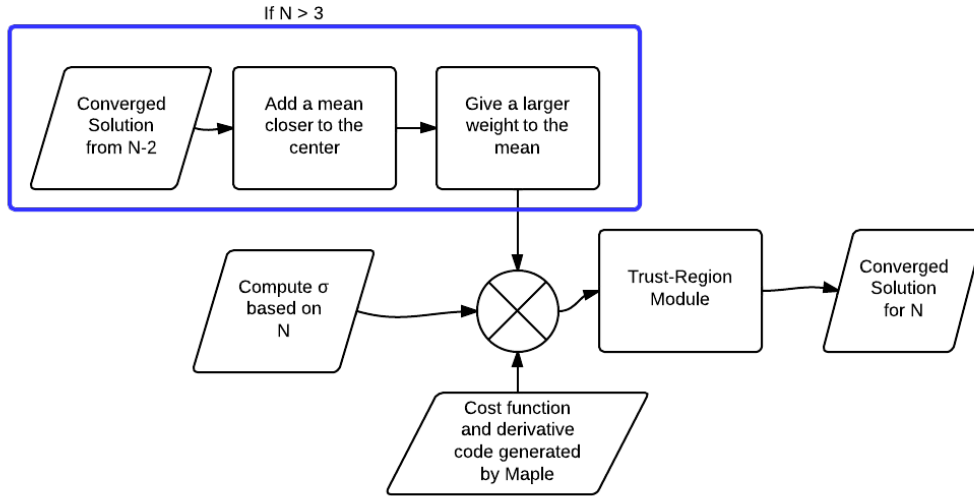 If N > 3
Converged
Solution
from N-2
Add a mean
closer to the
center
Give a larger
weight to the
mean
Compute σ
based on
N
Trust-Region
Module
Converged
Solution
for N
Cost function
and derivative
code generated
by Maple